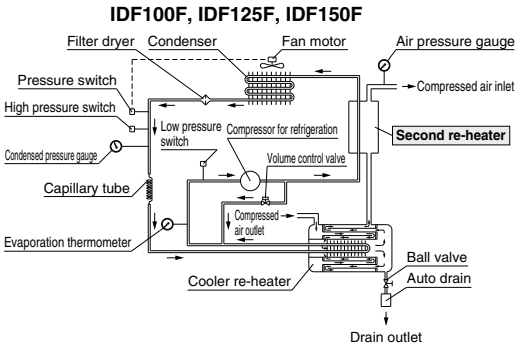 IDF100F, IDF125F, IDF150F
Filter dryer
Condenser
Fan motor
Air pressure gauge
Pressure switch
Compressed air inlet
High pressure switch
Low pressure
switch
Compressor for refrigeration
Second re-heater
Condensed pressure gauge
Volume control valve
Capillary tube
Compressed
air outlet
Evaporation thermometer
Ball valve
Cooler re-heater
Auto drain
Drain outlet